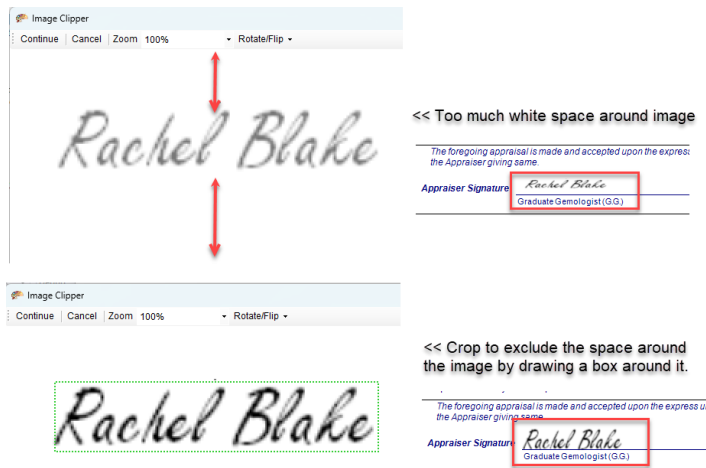 Image Clipper
Continue Cancel Zoom 100% Rotate/Flip
Rachel Blake
<< Too much white space around image
The foregoing appraisal is made and accepted upon the express
the Appraiser giving same.
Appraiser Signature Rachel Blake
Graduate Gemologist (G.G.)
Image Clipper
Continue Cancel Zoom 100% Rotate/Flip
Rachel Blake
<< Crop to exclude the space around
the image by drawing a box around it.
The foregoing appraisal is made and accepted upon the express u
the Appraiser giving same.
Appraiser Signature Rachel Blake
Graduate Gemologist (G.G.)